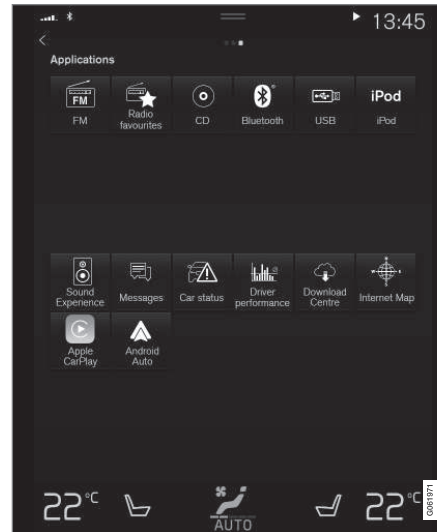 13:45
Applications
FM
iPod
FM
Radio
favourites
CD
Bluetooth
USB
iPod
Sound
Experience
Messages
Car status
Driver
performance
Download
Centre
Internet Map
Apple
CarPlay
Android
Auto
22°C
AUTO
22°C
G061971